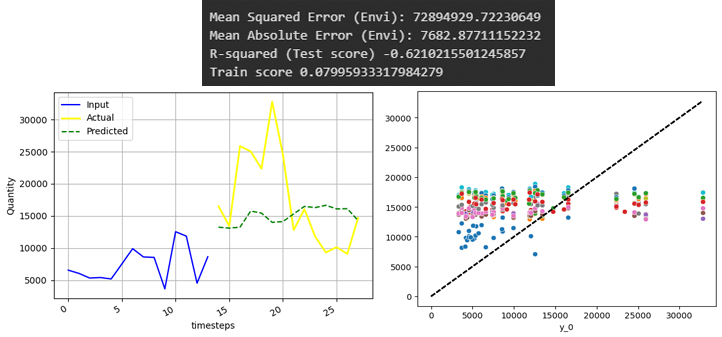 Mean Squared Error (Envi): 72894929.72230649
Mean Absolute Error (Envi): 7682.87711152232
R-squared (Test score) -0.6210215501245857
Train score 0.07995933317984279
Input
Actual
Predicted
30000
25000
20000
15000
10000
5000
Quantity
0
5
10
15
20
25
timesteps
30000
25000
20000
15000
10000
5000
0
0
5000
10000
15000
20000
25000
30000
y_0